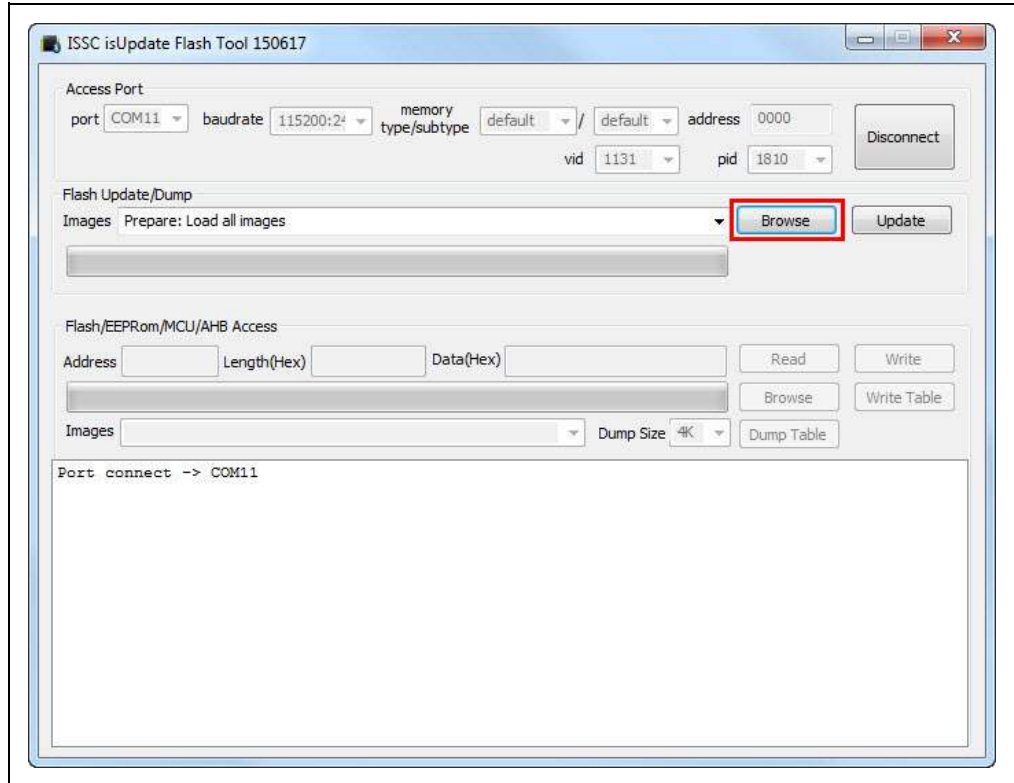 ISSC isUpdate Flash Tool 150617
Access Port
port COM11 baudrate 115200:24 memory type/subtype default / default address 0000 Disconnect
vid 1131 pid 1810
Flash Update/Dump
Images Prepare: Load all images Browse Update
Flash/EEPRom/MCU/AHB Access
Address Length(Hex) Data(Hex) Read Write
Browse Write Table
Images Dump Size 4K Dump Table
Port connect -> COM11